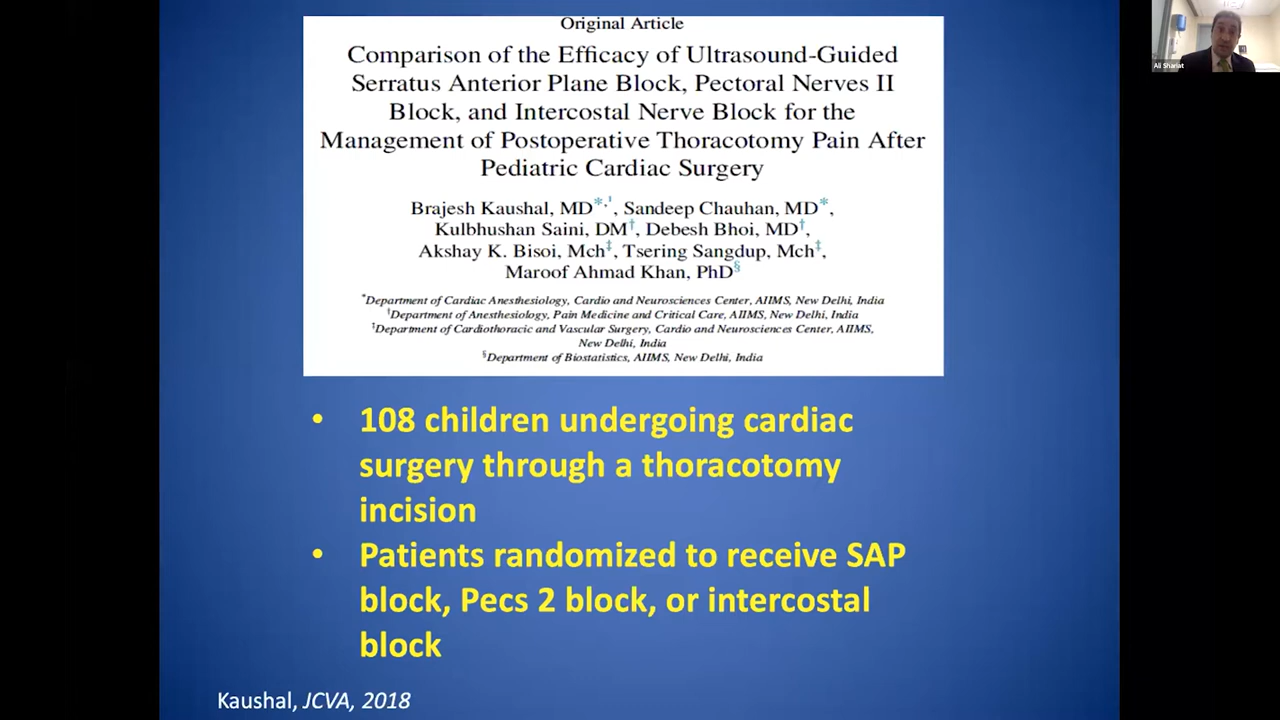 Original Article
Comparison of the Efficacy of Ultrasound-Guided
Serratus Anterior Plane Block, Pectoral Nerves II
Block, and Intercostal Nerve Block for the
Management of Postoperative Thoracotomy Pain After
Pediatric Cardiac Surgery
Brajesh Kaushal, MD*,¹, Sandeep Chauhan, MD*,
Kulbhushan Saini, DM†, Debesh Bhoi, MD†,
Akshay K. Bisoi, Mch‡, Tsering Sangdup, Mch‡,
Maroof Ahmad Khan, PhD§
*Department of Cardiac Anesthesiology, Cardio and Neurosciences Center, AIIMS, New Delhi, India
†Department of Anesthesiology, Pain Medicine and Critical Care, AIIMS, New Delhi, India
‡Department of Cardiothoracic and Vascular Surgery, Cardio and Neurosciences Center, AIIMS,
New Delhi, India
§Department of Biostatistics, AIIMS, New Delhi, India
• 108 children undergoing cardiac
surgery through a thoracotomy
incision
• Patients randomized to receive SAP
block, Pecs 2 block, or intercostal
block
Kaushal, JCVA, 2018
Ali Shariat